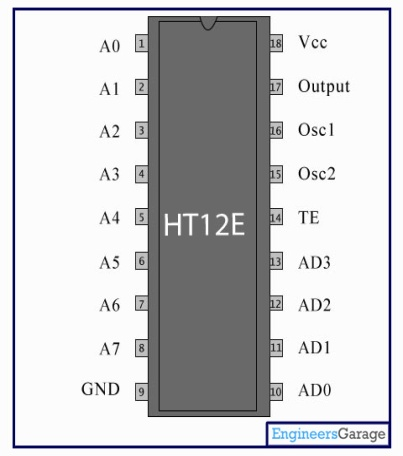 A0 1 18 Vcc
A1 2 17 Output
A2 3 16 Osc1
A3 4 15 Osc2
A4 5 14 TE
HT12E
A5 6 13 AD3
A6 7 12 AD2
A7 8 11 AD1
GND 9 10 AD0
EngineersGarage